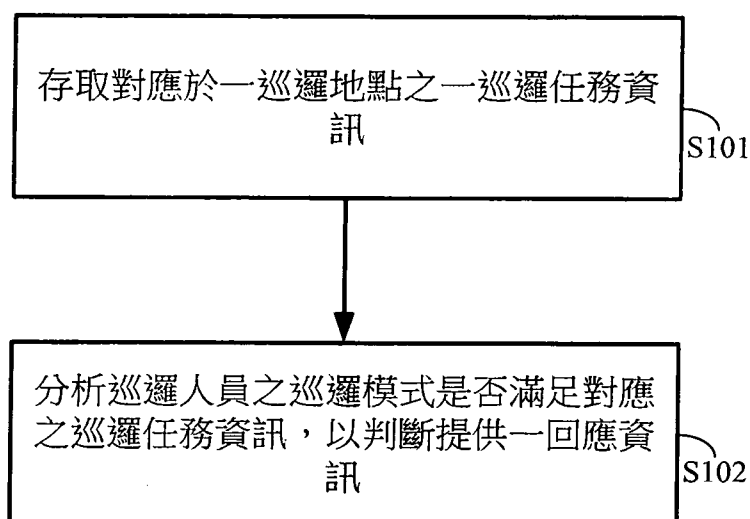 存取對應於一巡邏地點之一巡邏任務資
訊
S101
分析巡邏人員之巡邏模式是否滿足對應
之巡邏任務資訊，以判斷提供一回應資
訊
S102